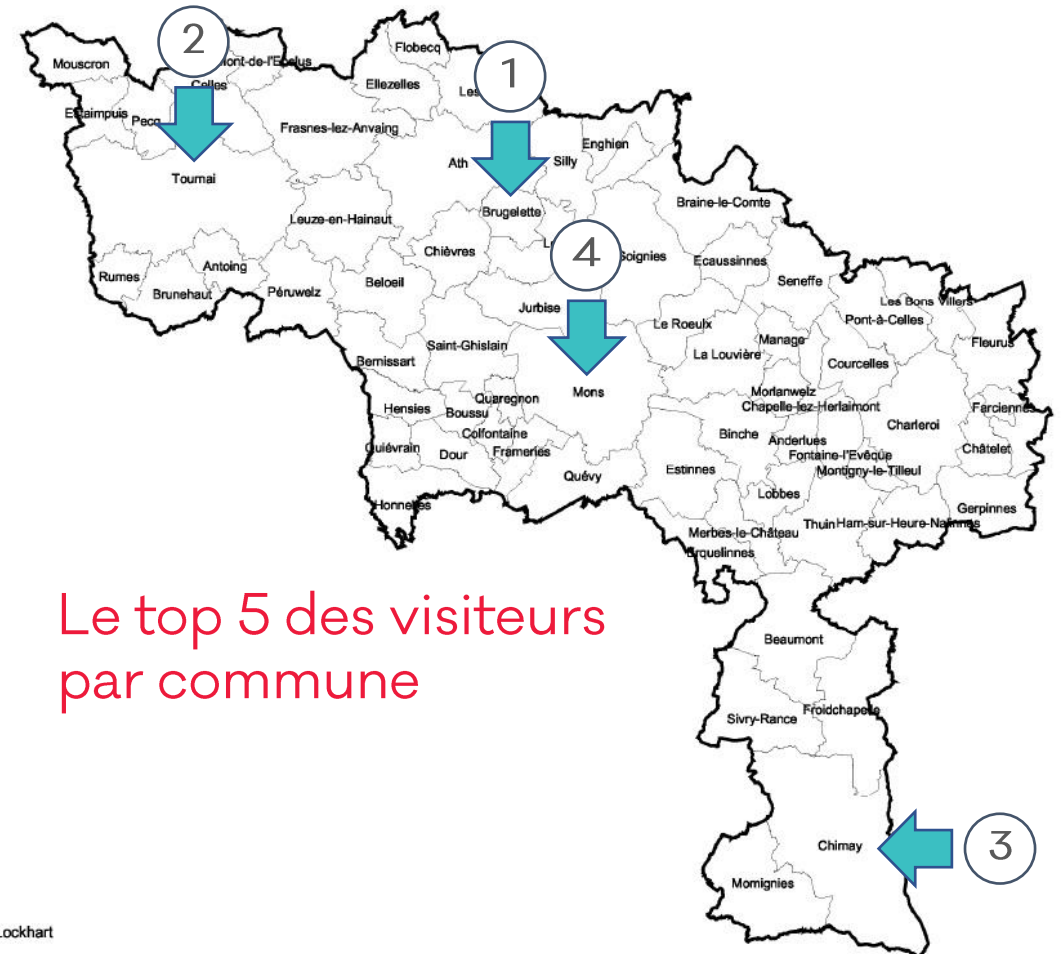 2
Flobecq
Mouscron
1
Ellezelles
Estaimpuis
Pecq
Celles
Frasnes-lez-Anvaing
Enghien
Ath
Silly
Tournai
Braine-le-Comte
Brugelette
Leuze-en-Hainaut
4
Chièvres
Soignies
Ecaussinnes
Antoing
Rumes
Beloeil
Seneffe
Brunehaut
Péruwelz
Les Bons Villers
Jurbise
Pont-à-Celles
Le Roeulx
Manage
Fleurus
Saint-Ghislain
La Louvière
Bernissart
Courcelles
Mons
Morlanwelz
Quaregnon
Chapelle-lez-Herlaimont
Hensies
Boussu
Farciennes
Charleroi
Colfontaine
Binche
Anderlues
Quiévrain
Dour
Frameries
Fontaine-l'Evêque
Châtelet
Estinnes
Montigny-le-Tilleul
Quévy
Lobbes
Honnelles
Gerpinnes
Thuin
Ham-sur-Heure-Nalinnes
Merbes-le-Château
Erquelinnes
Le top 5 des visiteurs
par commune
Beaumont
Froidchapelle
Sivry-Rance
Chimay
3
Momignies
Lockhart